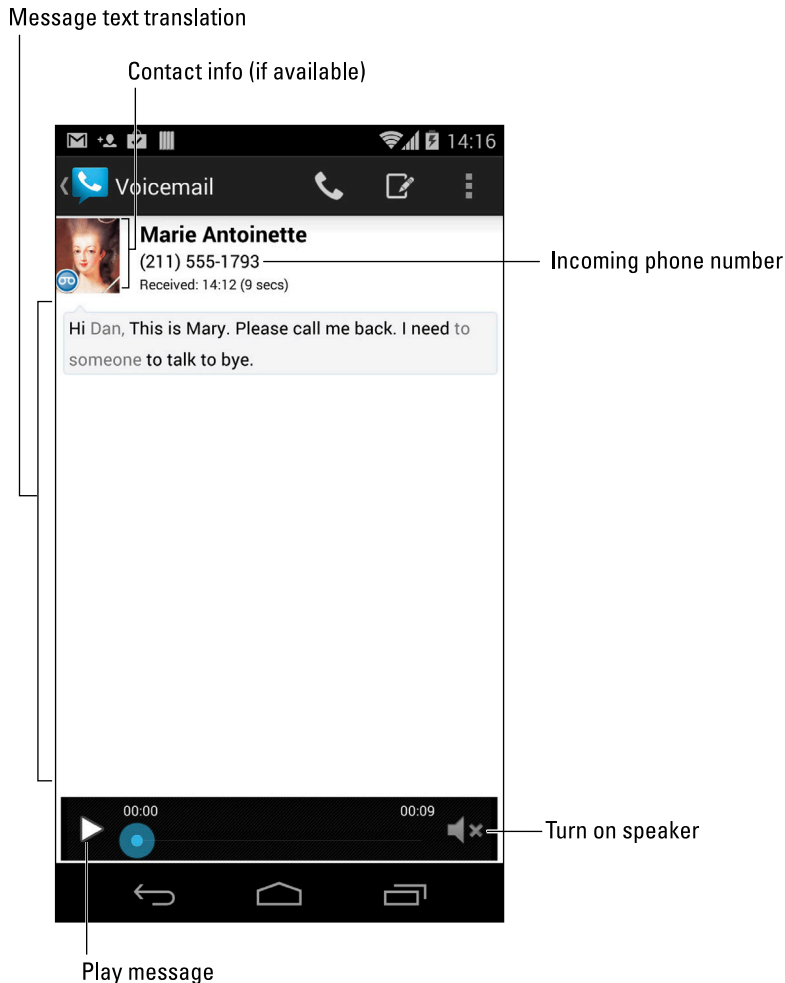 Message text translation
Contact info (if available)
14:16
Voicemail
Marie Antoinette
(211) 555-1793
Incoming phone number
Received: 14:12 (9 secs)
Hi Dan, This is Mary. Please call me back. I need to
someone to talk to bye.
00:00
00:09
Turn on speaker
Play message